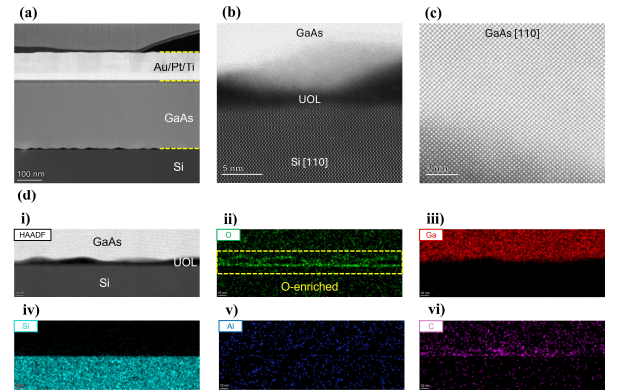 (a)
(b)
(c)
Au/Pt/Ti
GaAs
Si
100 nm
GaAs
UOL
Si [110]
5 nm
GaAs [110]
(d)
i)
ii)
iii)
HAADF
GaAs
UOL
Si
O
O-enriched
Ga
iv)
v)
vi)
Si
Al
C